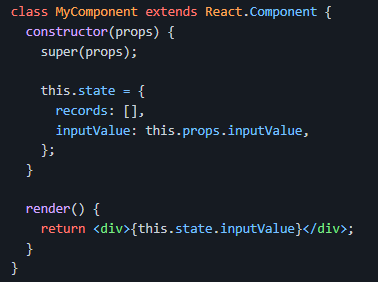 class MyComponent extends React.Component {
  constructor(props) {
    super(props);

    this.state = {
      records: [],
      inputValue: this.props.inputValue,
    };
  }

  render() {
    return <div>{this.state.inputValue}</div>;
  }
}